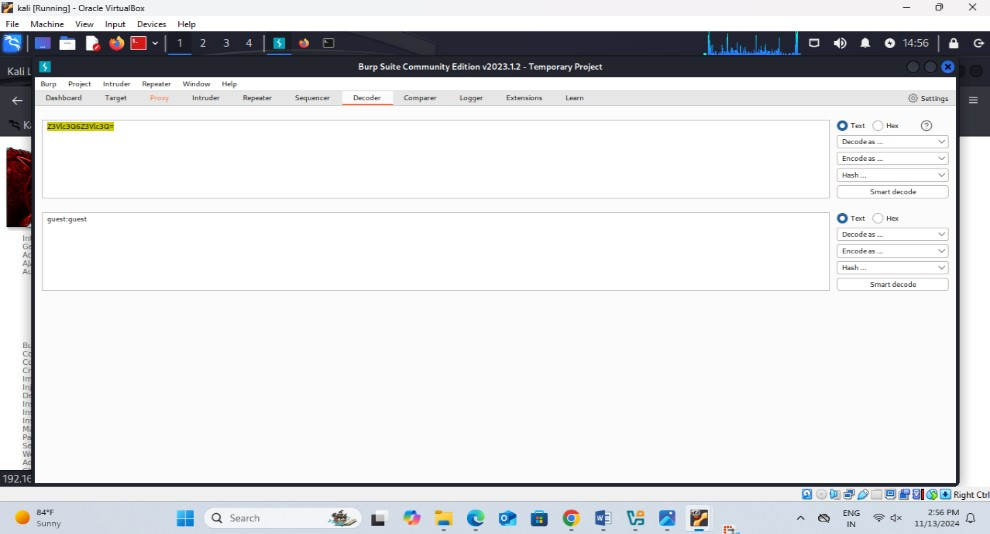 kali [Running] - Oracle VirtualBox
File Machine View Input Devices Help
1 2 3 4 14:56
Burp Suite Community Edition v2023.1.2 - Temporary Project
Burp Project Intruder Repeater Window Help
Dashboard Target Proxy Intruder Repeater Sequencer Decoder Comparer Logger Extensions Learn Settings
Z3Vlc3Q6Z3Vlc3Q=
Text Hex ?
Decode as ...
Encode as ...
Hash ...
Smart decode
guest:guest
Text Hex
Decode as ...
Encode as ...
Hash ...
Smart decode
Kali L
192.16
Right Ctrl
84°F
Sunny
Search
ENG
IN
2:56 PM
11/13/2024